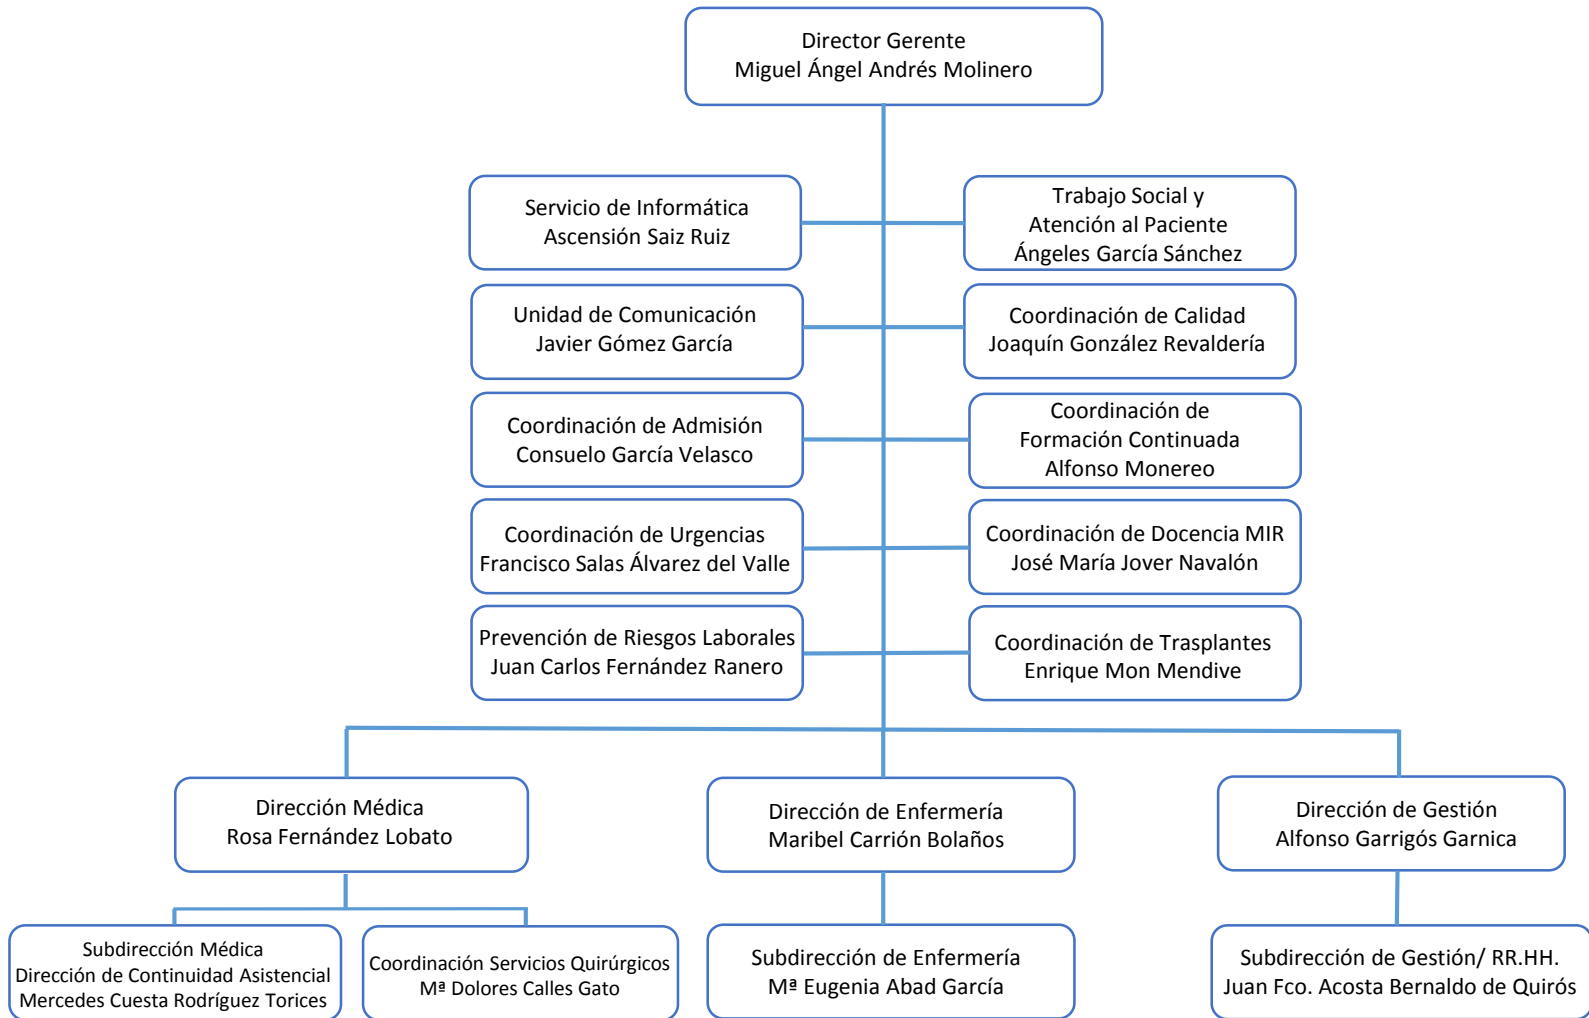 Director Gerente
Miguel Ángel Andrés Molinero
Servicio de Informática
Ascensión Saiz Ruiz
Trabajo Social y
Atención al Paciente
Ángeles García Sánchez
Unidad de Comunicación
Javier Gómez García
Coordinación de Calidad
Joaquín González Revaldería
Coordinación de Admisión
Consuelo García Velasco
Coordinación de
Formación Continuada
Alfonso Monereo
Coordinación de Urgencias
Francisco Salas Álvarez del Valle
Coordinación de Docencia MIR
José María Jover Navalón
Prevención de Riesgos Laborales
Juan Carlos Fernández Ranero
Coordinación de Trasplantes
Enrique Mon Mendive
Dirección Médica
Rosa Fernández Lobato
Dirección de Enfermería
Maribel Carrión Bolaños
Dirección de Gestión
Alfonso Garrigós Garnica
Subdirección Médica
Dirección de Continuidad Asistencial
Mercedes Cuesta Rodríguez Torices
Coordinación Servicios Quirúrgicos
Mª Dolores Calles Gato
Subdirección de Enfermería
Mª Eugenia Abad García
Subdirección de Gestión/ RR.HH.
Juan Fco. Acosta Bernaldo de Quirós